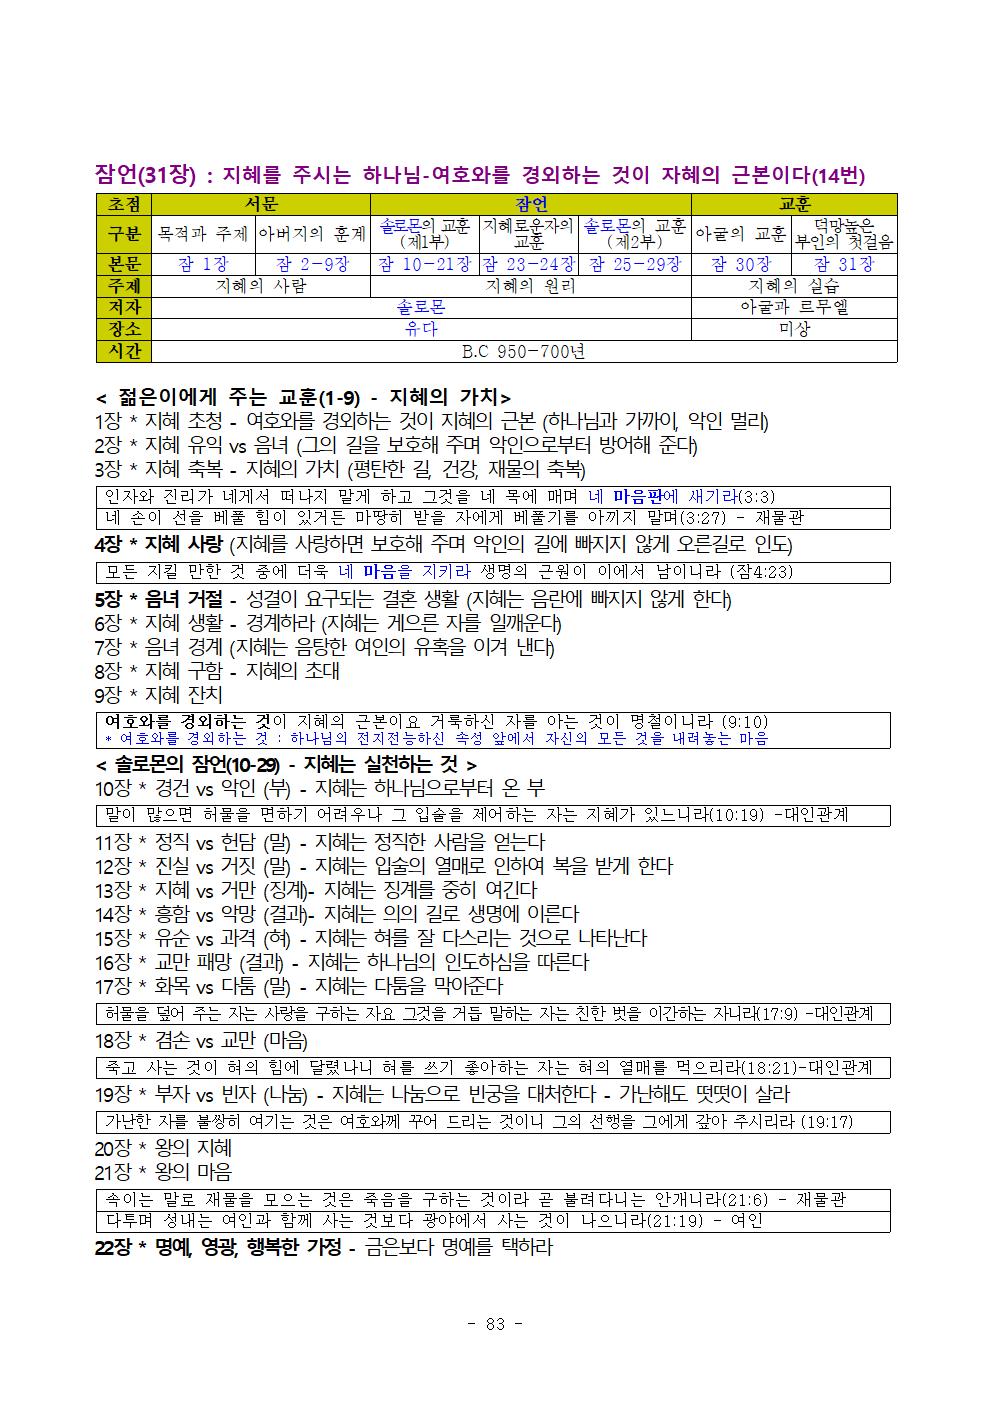 잠언(31장) : 지혜를 주시는 하나님-여호와를 경외하는 것이 자혜의 근본이다(14번)
초점 서문 잠언 교훈
구분 목적과 주제 아버지의 훈계 솔로몬의 교훈 (제1부) 지혜로운자의 교훈 솔로몬의 교훈 (제2부) 아굴의 교훈 덕망높은 부인의 첫걸음
본문 잠 1장 잠 2-9장 잠 10-21장 잠 23-24장 잠 25-29장 잠 30장 잠 31장
주제 지혜의 사람 지혜의 원리 지혜의 실습
저자 솔로몬 아굴과 르무엘
장소 유다 미상
시간 B.C 950-700년
< 젊은이에게 주는 교훈(1-9) - 지혜의 가치>
1장 * 지혜 초청 - 여호와를 경외하는 것이 지혜의 근본 (하나님과 가까이, 악인 멀리)
2장 * 지혜 유익 vs 음녀 (그의 길을 보호해 주며 악인으로부터 방어해 준다)
3장 * 지혜 축복 - 지혜의 가치 (평탄한 길, 건강, 재물의 축복)
인자와 진리가 네게서 떠나지 말게 하고 그것을 네 목에 매며 네 마음판에 새기라(3:3)
네 손이 선을 베풀 힘이 있거든 마땅히 받을 자에게 베풀기를 아끼지 말며(3:27) - 재물관
4장 * 지혜 사랑 (지혜를 사랑하면 보호해 주며 악인의 길에 빠지지 않게 오른길로 인도)
모든 지킬 만한 것 중에 더욱 네 마음을 지키라 생명의 근원이 이에서 남이니라 (잠4:23)
5장 * 음녀 거절 - 성결이 요구되는 결혼 생활 (지혜는 음란에 빠지지 않게 한다)
6장 * 지혜 생활 - 경계하라 (지혜는 게으른 자를 일깨운다)
7장 * 음녀 경계 (지혜는 음탕한 여인의 유혹을 이겨 낸다)
8장 * 지혜 구함 - 지혜의 초대
9장 * 지혜 잔치
여호와를 경외하는 것이 지혜의 근본이요 거룩하신 자를 아는 것이 명철이니라 (9:10)
* 여호와를 경외하는 것 : 하나님의 전지전능하신 속성 앞에서 자신의 모든 것을 내려놓는 마음
< 솔로몬의 잠언(10-29) - 지혜는 실천하는 것 >
10장 * 경건 vs 악인 (부) - 지혜는 하나님으로부터 온 부
말이 많으면 허물을 면하기 어려우나 그 입술을 제어하는 자는 지혜가 있느니라(10:19) -대인관계
11장 * 정직 vs 헌담 (말) - 지혜는 정직한 사람을 얻는다
12장 * 진실 vs 거짓 (말) - 지혜는 입술의 열매로 인하여 복을 받게 한다
13장 * 지혜 vs 거만 (징계)- 지혜는 징계를 중히 여긴다
14장 * 흥함 vs 악망 (결과)- 지혜는 의의 길로 생명에 이른다
15장 * 유순 vs 과격 (혀) - 지혜는 혀를 잘 다스리는 것으로 나타난다
16장 * 교만 패망 (결과) - 지혜는 하나님의 인도하심을 따른다
17장 * 화목 vs 다툼 (말) - 지혜는 다툼을 막아준다
허물을 덮어 주는 자는 사랑을 구하는 자요 그것을 거듭 말하는 자는 친한 벗을 이간하는 자니라(17:9) -대인관계
18장 * 겸손 vs 교만 (마음)
죽고 사는 것이 혀의 힘에 달렸나니 혀를 쓰기 좋아하는 자는 혀의 열매를 먹으리라(18:21)-대인관계
19장 * 부자 vs 빈자 (나눔) - 지혜는 나눔으로 빈궁을 대처한다 - 가난해도 떳떳이 살라
가난한 자를 불쌍히 여기는 것은 여호와께 꾸어 드리는 것이니 그의 선행을 그에게 갚아 주시리라 (19:17)
20장 * 왕의 지혜
21장 * 왕의 마음
속이는 말로 재물을 모으는 것은 죽음을 구하는 것이라 곧 불려다니는 안개니라(21:6) - 재물관
다투며 성내는 여인과 함께 사는 것보다 광야에서 사는 것이 나으니라(21:19) - 여인
22장 * 명예, 영광, 행복한 가정 - 금은보다 명예를 택하라
- 83 -